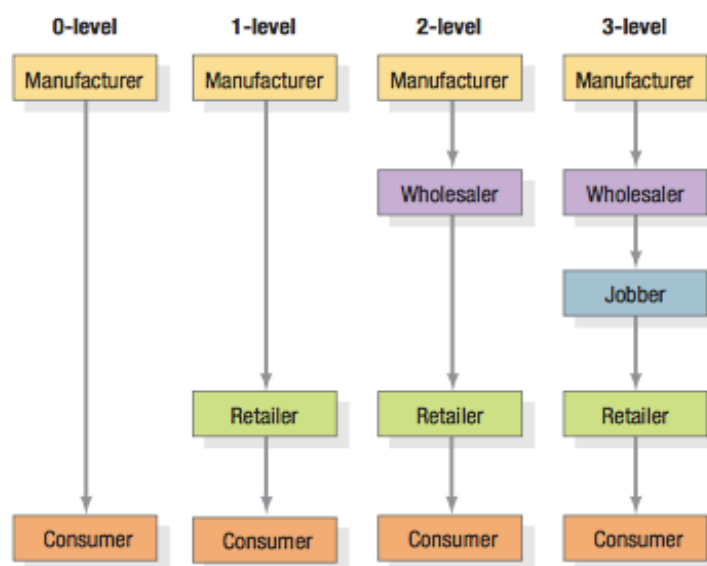 0-level 1-level 2-level 3-level
Manufacturer Manufacturer Manufacturer Manufacturer
Wholesaler Wholesaler
Jobber
Retailer Retailer Retailer
Consumer Consumer Consumer Consumer